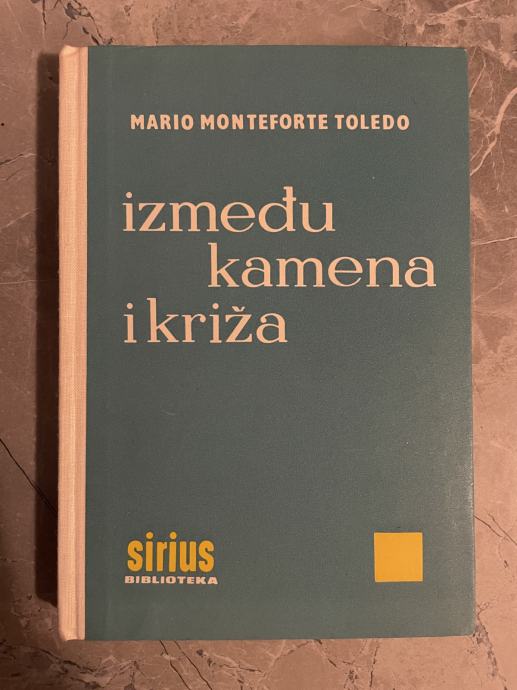 MARIO MONTEFORTE TOLEDO
između
kamena
i križa
sirius
BIBLIOTEKA